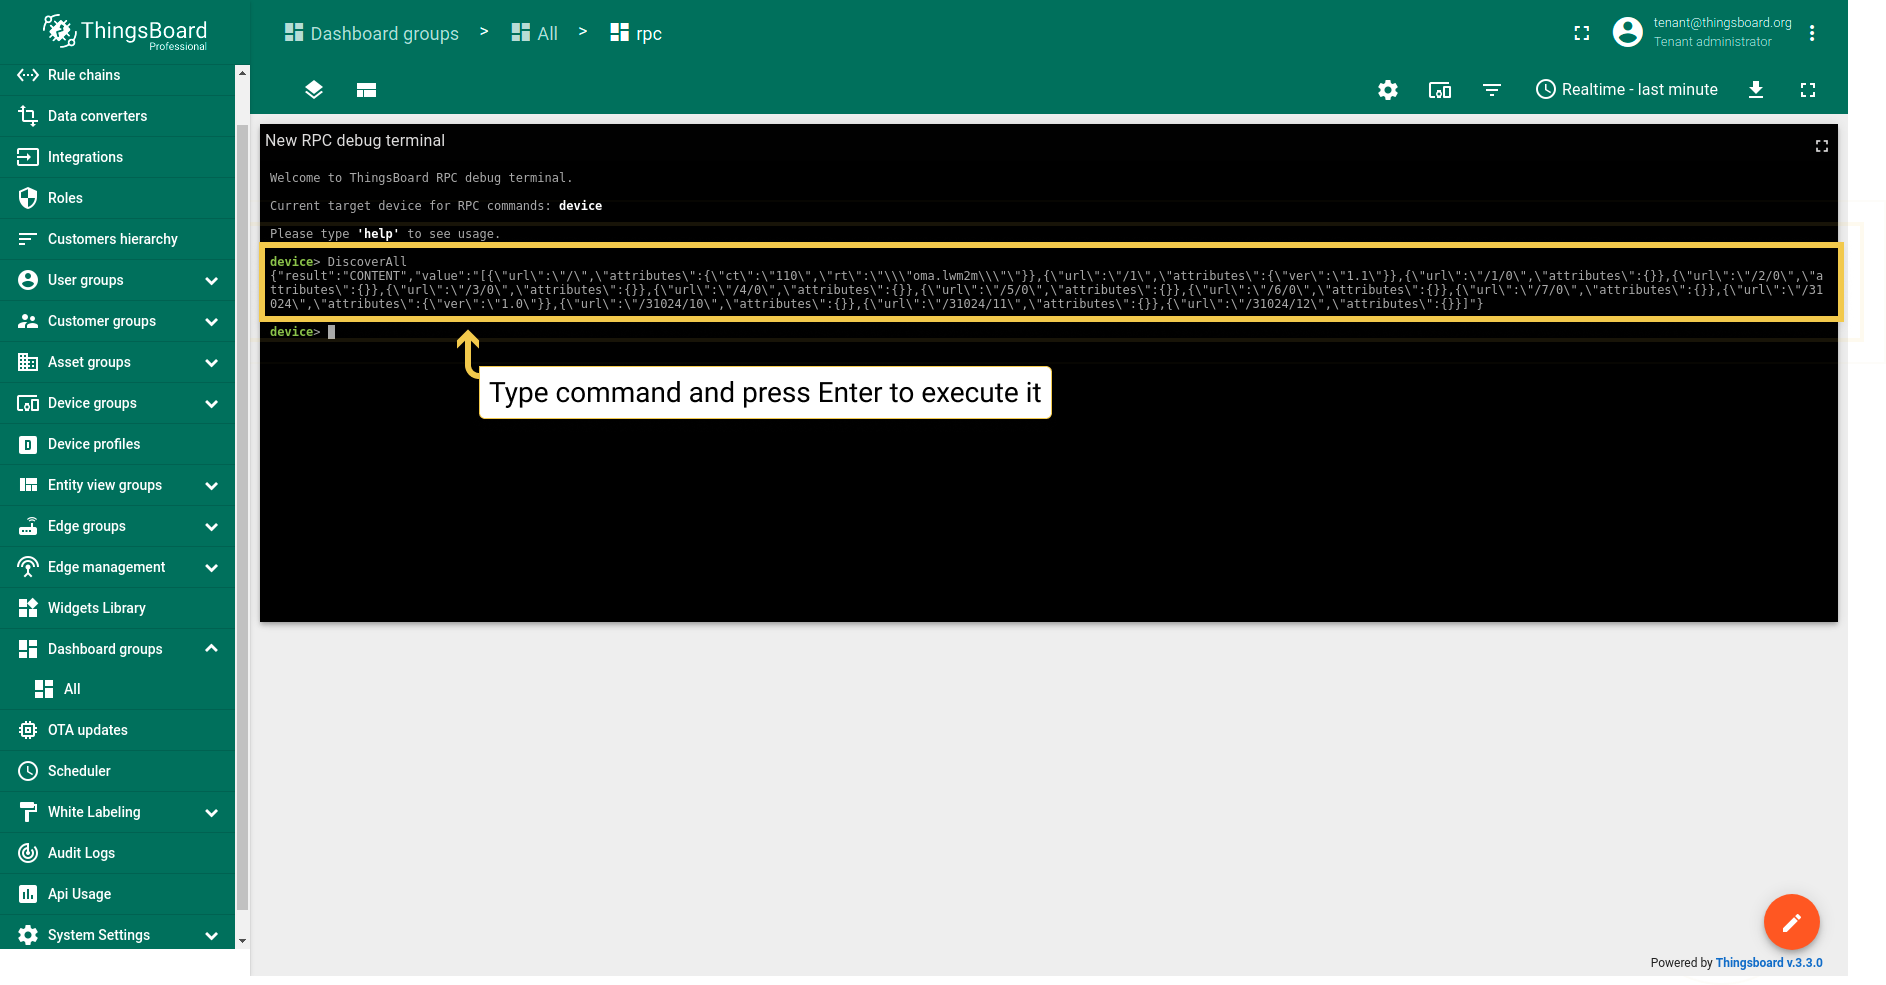 ThingsBoard
Professional
Dashboard groups > All > rpc
tenant@thingsboard.org
Tenant administrator
Realtime - last minute
Rule chains
Data converters
Integrations
Roles
Customers hierarchy
User groups
Customer groups
Asset groups
Device groups
Device profiles
Entity view groups
Edge groups
Edge management
Widgets Library
Dashboard groups
All
OTA updates
Scheduler
White Labeling
Audit Logs
Api Usage
System Settings
New RPC debug terminal
Welcome to ThingsBoard RPC debug terminal.
Current target device for RPC commands: device
Please type 'help' to see usage.
device> DiscoverAll
{"result":"CONTENT","value":"[{\"url\":\"/\",\"attributes\":{\"ct\":\"110\",\"rt\":\"\\\"oma.lwm2m\\\"\"}},{\"url\":\"/1\",\"attributes\":{\"ver\":\"1.1\"}},{\"url\":\"/1/0\",\"attributes\":{}},{\"url\":\"/2/0\",\"a
ttributes\":{}},{\"url\":\"/3/0\",\"attributes\":{}},{\"url\":\"/4/0\",\"attributes\":{}},{\"url\":\"/5/0\",\"attributes\":{}},{\"url\":\"/6/0\",\"attributes\":{}},{\"url\":\"/7/0\",\"attributes\":{}},{\"url\":\"/31
024\",\"attributes\":{\"ver\":\"1.0\"}},{\"url\":\"/31024/10\",\"attributes\":{}},{\"url\":\"/31024/11\",\"attributes\":{}},{\"url\":\"/31024/12\",\"attributes\":{}}]"}
device>
Type command and press Enter to execute it
Powered by Thingsboard v.3.3.0